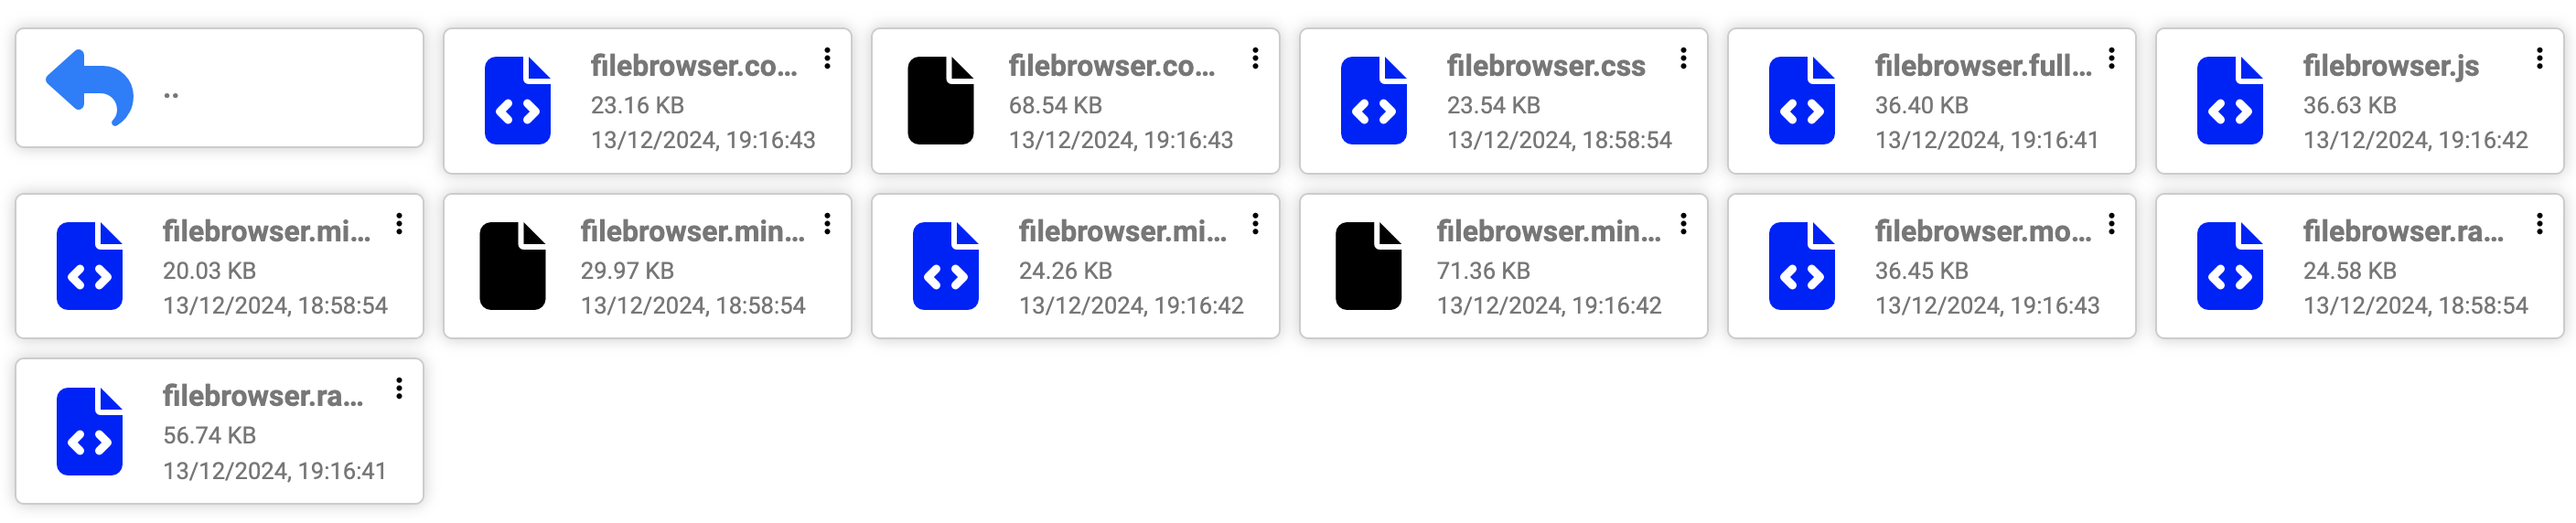 ..
filebrowser.co...
23.16 KB
13/12/2024, 19:16:43
filebrowser.co...
68.54 KB
13/12/2024, 19:16:43
filebrowser.css
23.54 KB
13/12/2024, 18:58:54
filebrowser.full...
36.40 KB
13/12/2024, 19:16:41
filebrowser.js
36.63 KB
13/12/2024, 19:16:42
filebrowser.mi...
20.03 KB
13/12/2024, 18:58:54
filebrowser.min...
29.97 KB
13/12/2024, 18:58:54
filebrowser.mi...
24.26 KB
13/12/2024, 19:16:42
filebrowser.min...
71.36 KB
13/12/2024, 19:16:42
filebrowser.mo...
36.45 KB
13/12/2024, 19:16:43
filebrowser.ra...
24.58 KB
13/12/2024, 18:58:54
filebrowser.ra...
56.74 KB
13/12/2024, 19:16:41